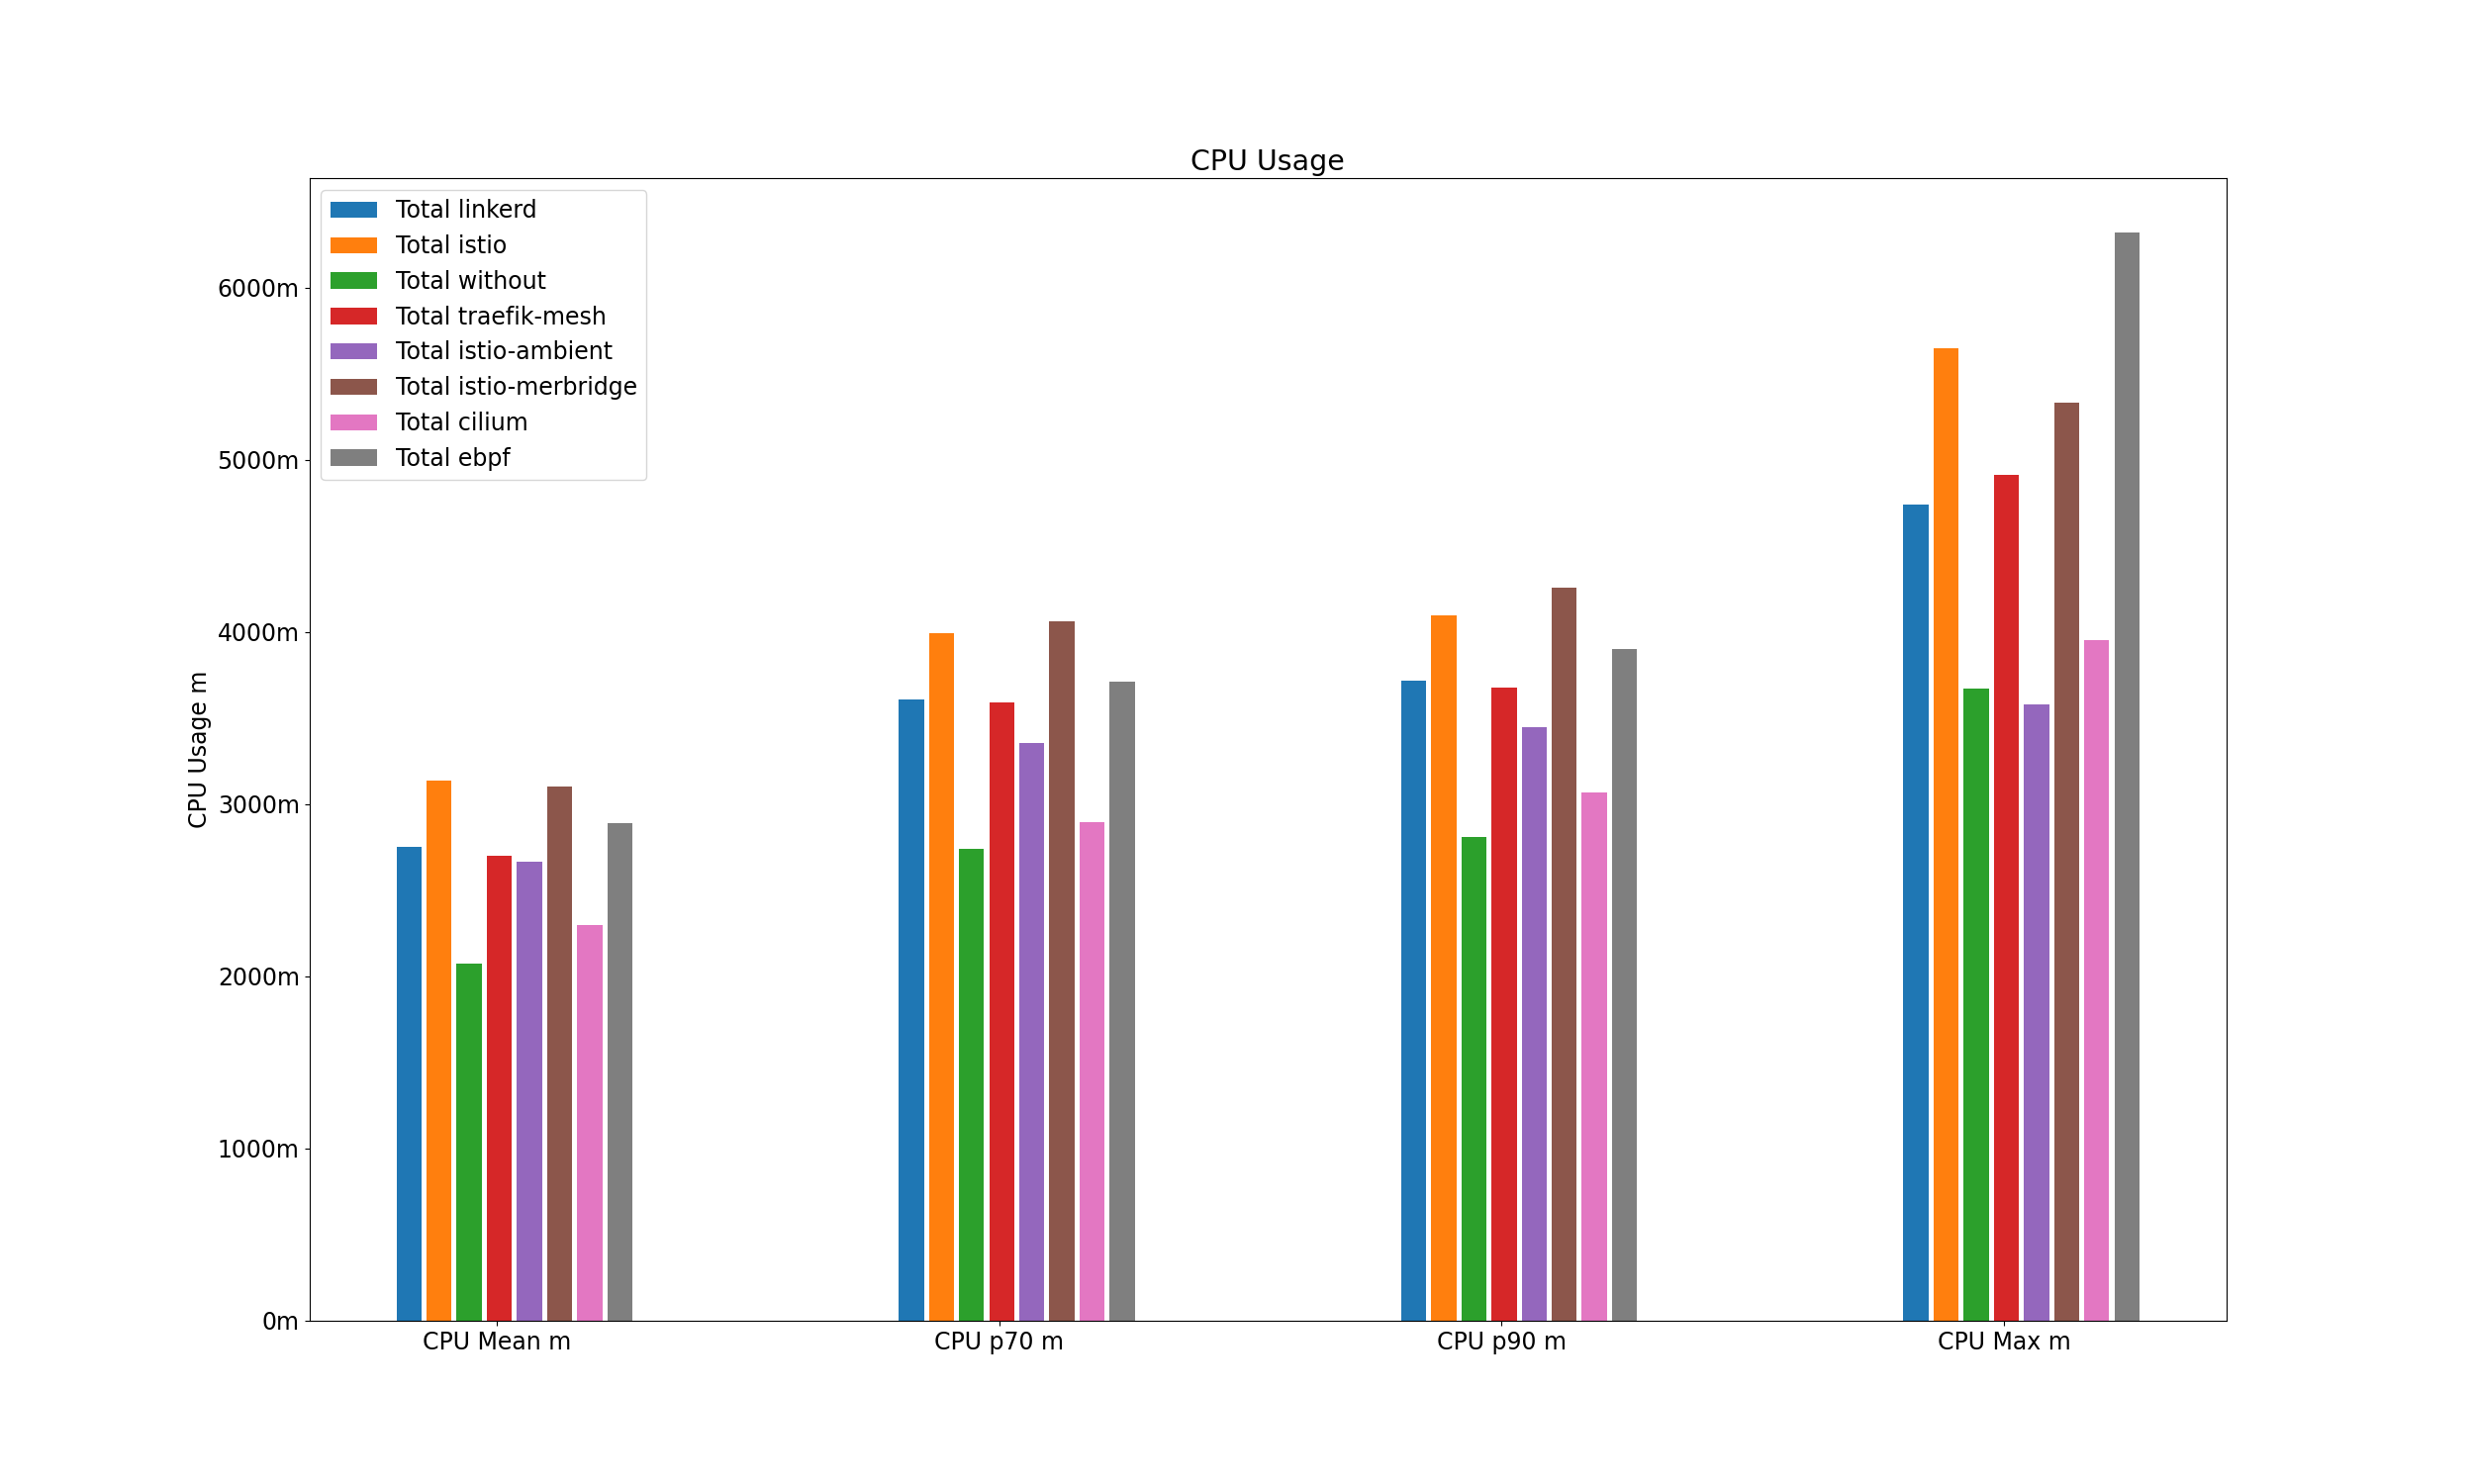 CPU Usage
Total linkerd
Total istio
Total without
Total traefik-mesh
Total istio-ambient
Total istio-merbridge
Total cilium
Total ebpf
CPU Usage m
6000m
5000m
4000m
3000m
2000m
1000m
0m
CPU Mean m
CPU p70 m
CPU p90 m
CPU Max m